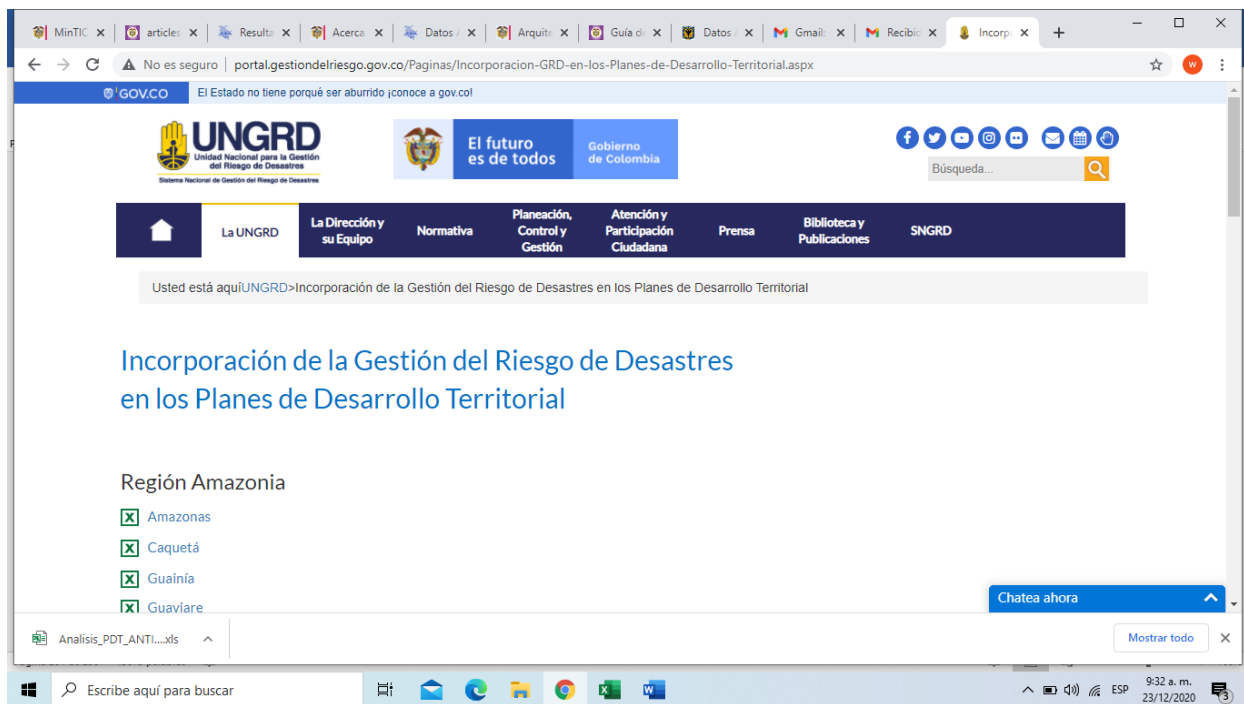 MinTIC
articles
Resulta
Acerca
Datos /
Arquite
Guía de
Datos /
Gmail:
Recibid
Incorpo
No es seguro | portal.gestiondelriesgo.gov.co/Paginas/Incorporacion-GRD-en-los-Planes-de-Desarrollo-Territorial.aspx
W
GOV.CO
El Estado no tiene porqué ser aburrido ¡conoce a gov.co!
UNGRD
Unidad Nacional para la Gestión
del Riesgo de Desastres
Sistema Nacional de Gestión del Riesgo de Desastres
El futuro
es de todos
Gobierno
de Colombia
Búsqueda...
La UNGRD
La Dirección y
su Equipo
Normativa
Planeación,
Control y
Gestión
Atención y
Participación
Ciudadana
Prensa
Biblioteca y
Publicaciones
SNGRD
Usted está aquíUNGRD>Incorporación de la Gestión del Riesgo de Desastres en los Planes de Desarrollo Territorial
Incorporación de la Gestión del Riesgo de Desastres
en los Planes de Desarrollo Territorial
Región Amazonia
Amazonas
Caquetá
Guainía
Guaviare
Chatea ahora
Analisis_PDT_ANTI....xls
Mostrar todo
Escribe aquí para buscar
ESP
9:32 a. m.
23/12/2020
3